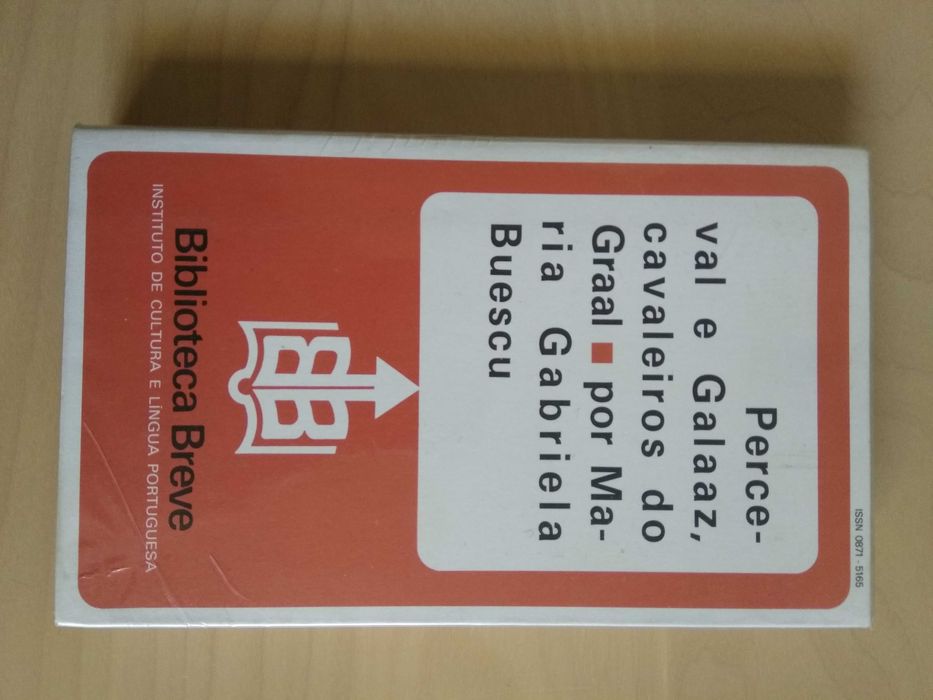 ISSN 0871 - 5165
Perce-
val e Galaaz,
cavaleiros do
Graal ■ por Ma-
ria Gabriela
Buescu
BB
Biblioteca Breve
INSTITUTO DE CULTURA E LÍNGUA PORTUGUESA